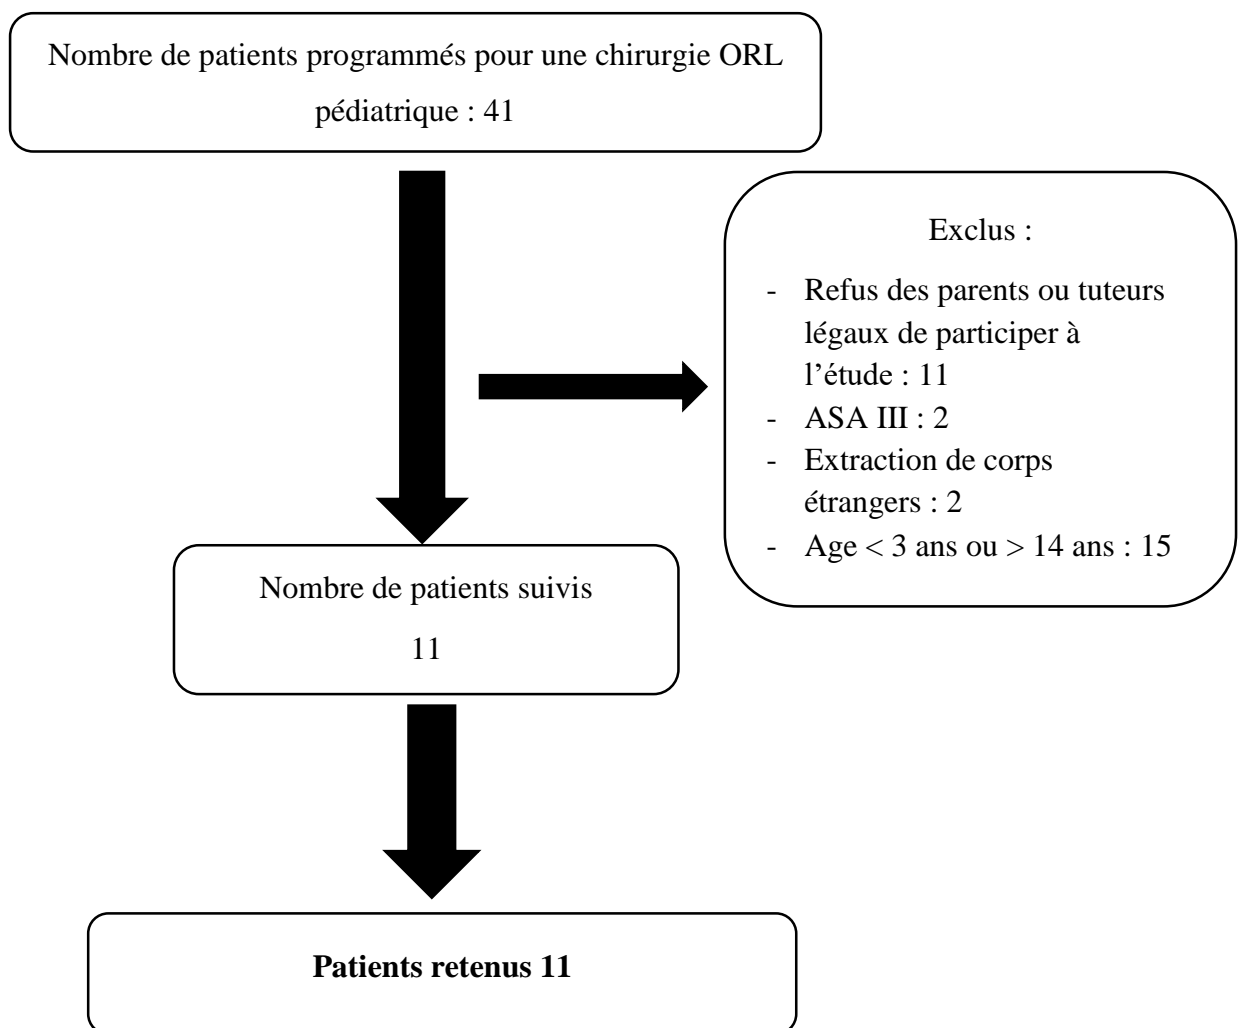 Nombre de patients programmés pour une chirurgie ORL
pédiatrique : 41
Exclus :
- Refus des parents ou tuteurs
légaux de participer à
l’étude : 11
- ASA III : 2
- Extraction de corps
étrangers : 2
- Age < 3 ans ou > 14 ans : 15
Nombre de patients suivis
11
Patients retenus 11